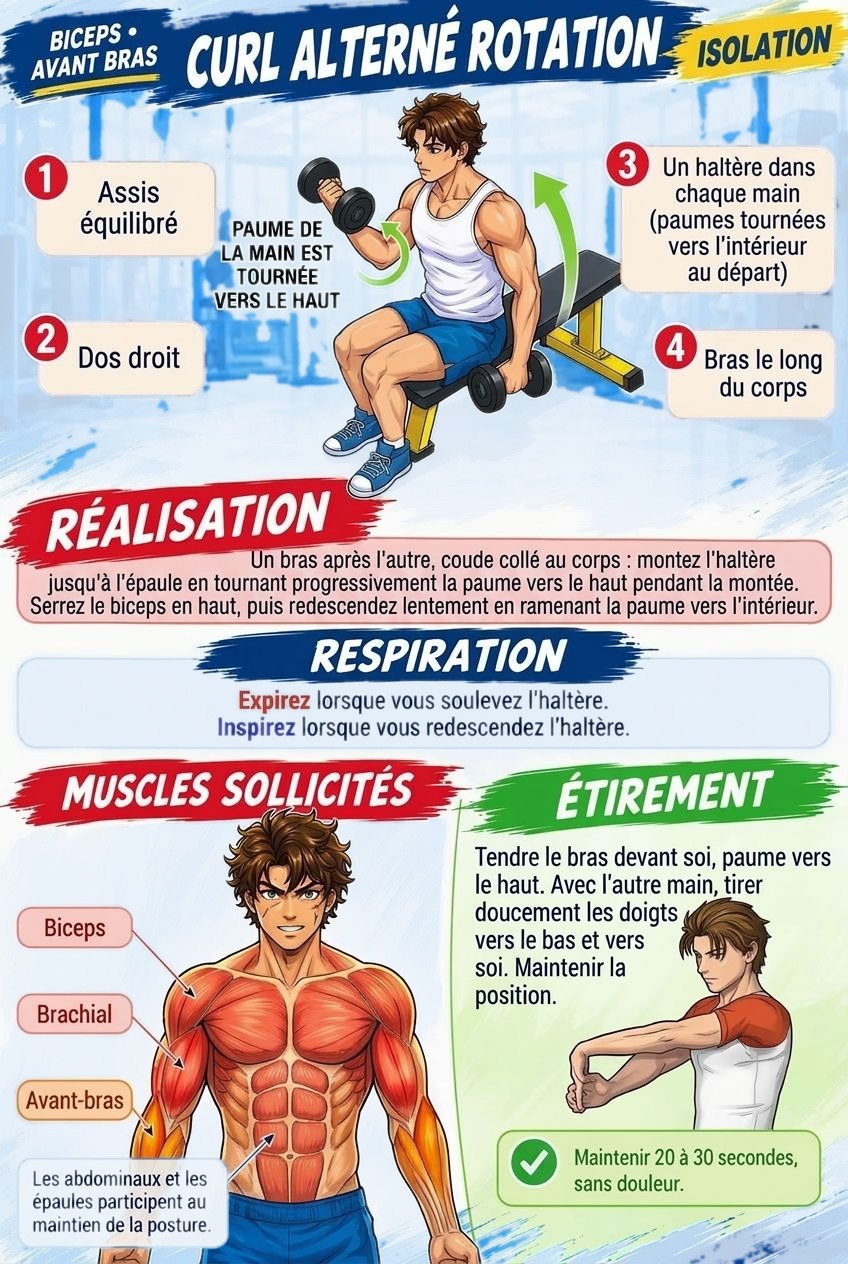 BICEPS •
AVANT BRAS
CURL ALTERNÉ ROTATION
ISOLATION
1
Assis
équilibré
2
Dos droit
PAUME DE
LA MAIN EST
TOURNÉE
VERS LE HAUT
3
Un haltère dans
chaque main
(paumes tournées
vers l'intérieur
au départ)
4
Bras le long
du corps
RÉALISATION
Un bras après l'autre, coude collé au corps : montez l'haltère
jusqu'à l'épaule en tournant progressivement la paume vers le haut pendant la montée.
Serrez le biceps en haut, puis redescendez lentement en ramenant la paume vers l'intérieur.
RESPIRATION
Expirez lorsque vous soulevez l'haltère.
Inspirez lorsque vous redescendez l'haltère.
MUSCLES SOLLICITÉS
Biceps
Brachial
Avant-bras
Les abdominaux et les
épaules participent au
maintien de la posture.
ÉTIREMENT
Tendre le bras devant soi, paume vers
le haut. Avec l'autre main, tirer
doucement les doigts
vers le bas et vers
soi. Maintenir la
position.
Maintenir 20 à 30 secondes,
sans douleur.